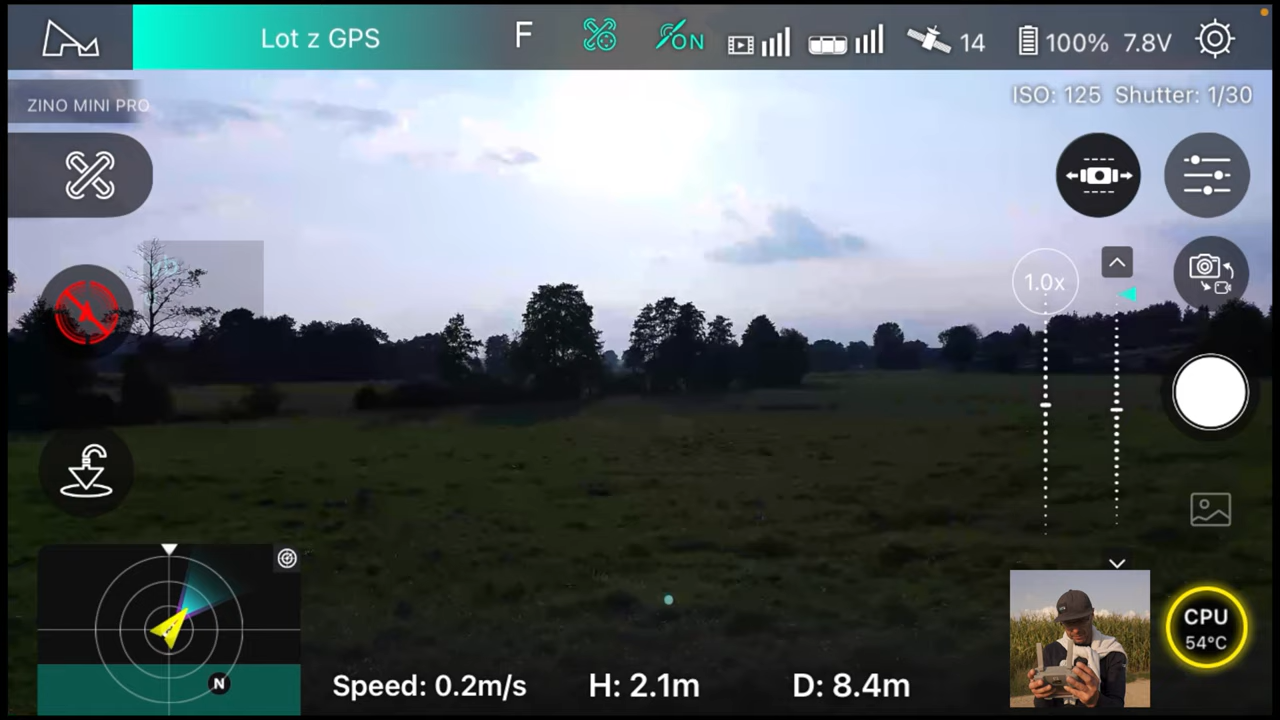 Lot z GPS
F
ON
14
100%
7.8V
ZINO MINI PRO
ISO: 125 Shutter: 1/30
1.0x
N
Speed: 0.2m/s H: 2.1m D: 8.4m
CPU
54°C